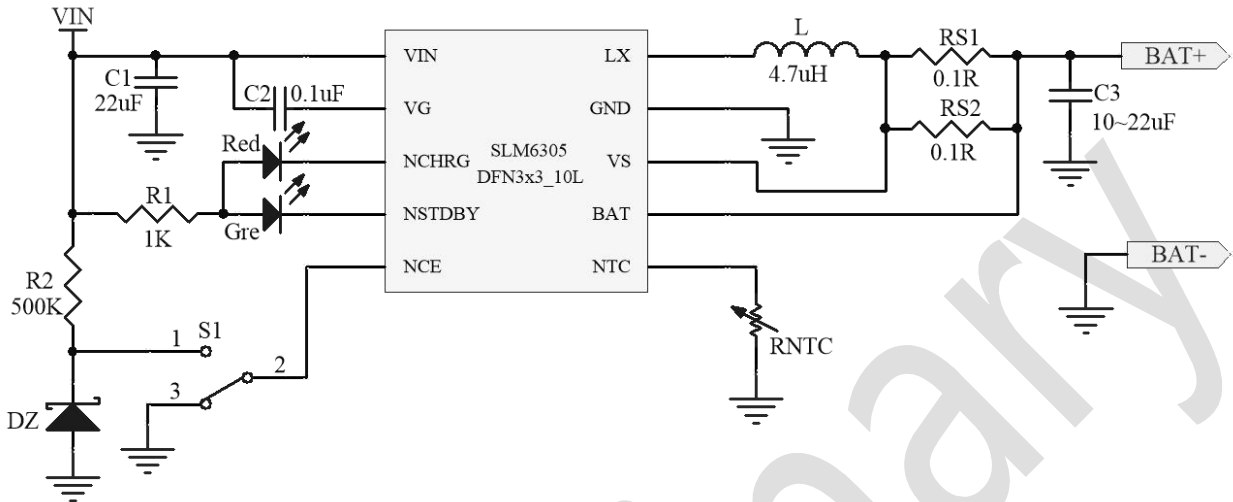 VIN
C1
22uF
C2
0.1uF
Red
R1
1K
Gre
R2
500K
1
S1
2
3
DZ
VIN
VG
NCHRG
NSTDBY
NCE
SLM6305
DFN3x3_10L
LX
GND
VS
BAT
NTC
L
4.7uH
RS1
0.1R
RS2
0.1R
C3
10~22uF
BAT+
BAT-
RNTC
nary